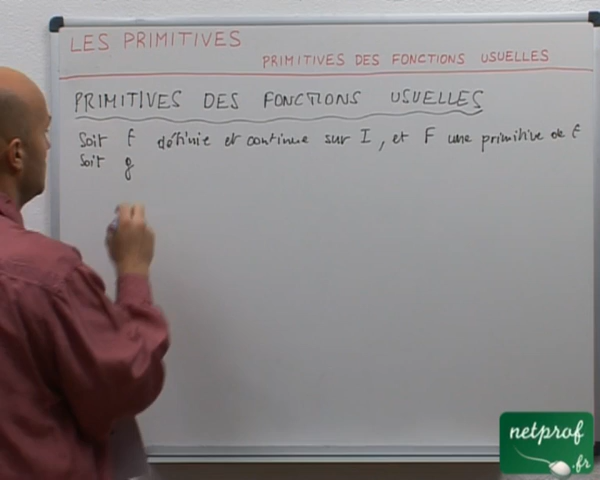 LES PRIMITIVES
PRIMITIVES DES FONCTIONS USUELLES
PRIMITIVES DES FONCTIONS USUELLES
Soit f définie et continue sur I, et F une primitive de f
Soit g
netprof
.fr